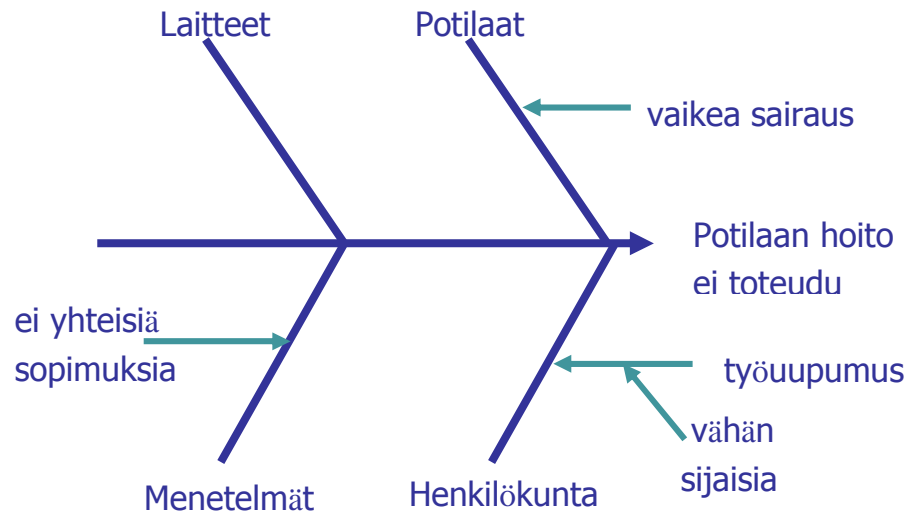 Laitteet
Potilaat
vaikea sairaus
Potilaan hoito
ei toteudu
ei yhteisiä
sopimuksia
työuupumus
vähän
sijaisia
Menetelmät
Henkilökunta